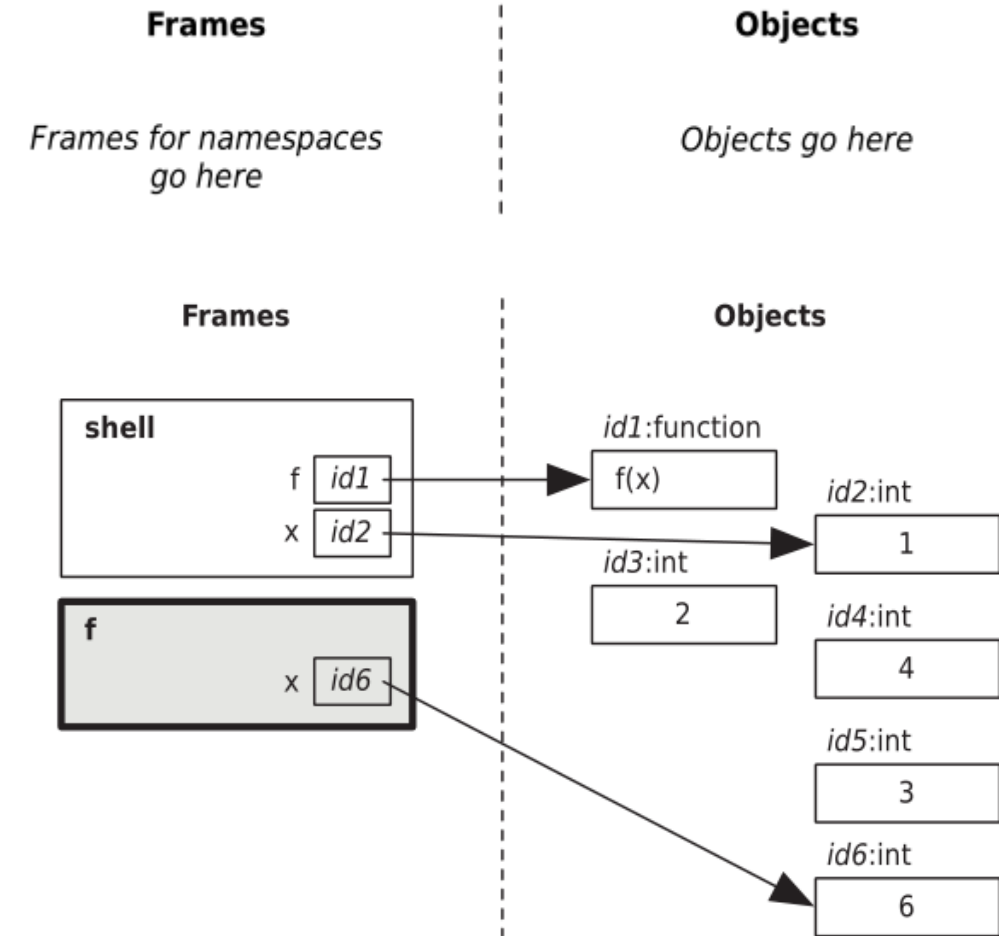 Frames
Objects
Frames for namespaces
go here
Objects go here
Frames
Objects
shell
f id1
x id2
f
x id6
id1:function
f(x)
id2:int
1
id3:int
2
id4:int
4
id5:int
3
id6:int
6